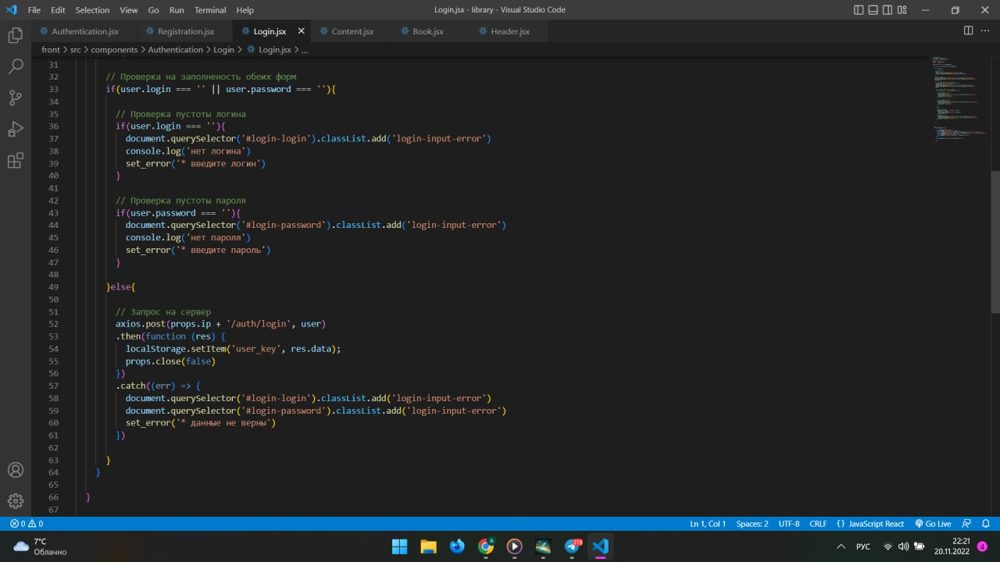 File Edit Selection View Go Run Terminal Help Login.jsx - library - Visual Studio Code
Authentication.jsx Registration.jsx Login.jsx Content.jsx Book.jsx Header.jsx
front > src > components > Authentication > Login > Login.jsx > ...
31
32 // Проверка на заполненость обеих форм
33 if(user.login === '' || user.password === ''){
34
35 // Проверка пустоты логина
36 if(user.login === ''){
37 document.querySelector('#login-login').classList.add('login-input-error')
38 console.log('нет логина')
39 set_error('* введите логин')
40 }
41
42 // Проверка пустоты пароля
43 if(user.password === ''){
44 document.querySelector('#login-password').classList.add('login-input-error')
45 console.log('нет пароля')
46 set_error('* введите пароль')
47 }
48
49 }else{
50
51 // Запрос на сервер
52 axios.post(props.ip + '/auth/login', user)
53 .then(function (res) {
54 localStorage.setItem('user_key', res.data);
55 props.close(false)
56 })
57 .catch((err) => {
58 document.querySelector('#login-login').classList.add('login-input-error')
59 document.querySelector('#login-password').classList.add('login-input-error')
60 set_error('* данные не верны')
61 })
62
63 }
64 }
65
66 }
67
0 0 Ln 1, Col 1 Spaces: 2 UTF-8 CRLF {} JavaScript React Go Live
7°C
Облачно
A
218
РУС
22:21
20.11.2022
4